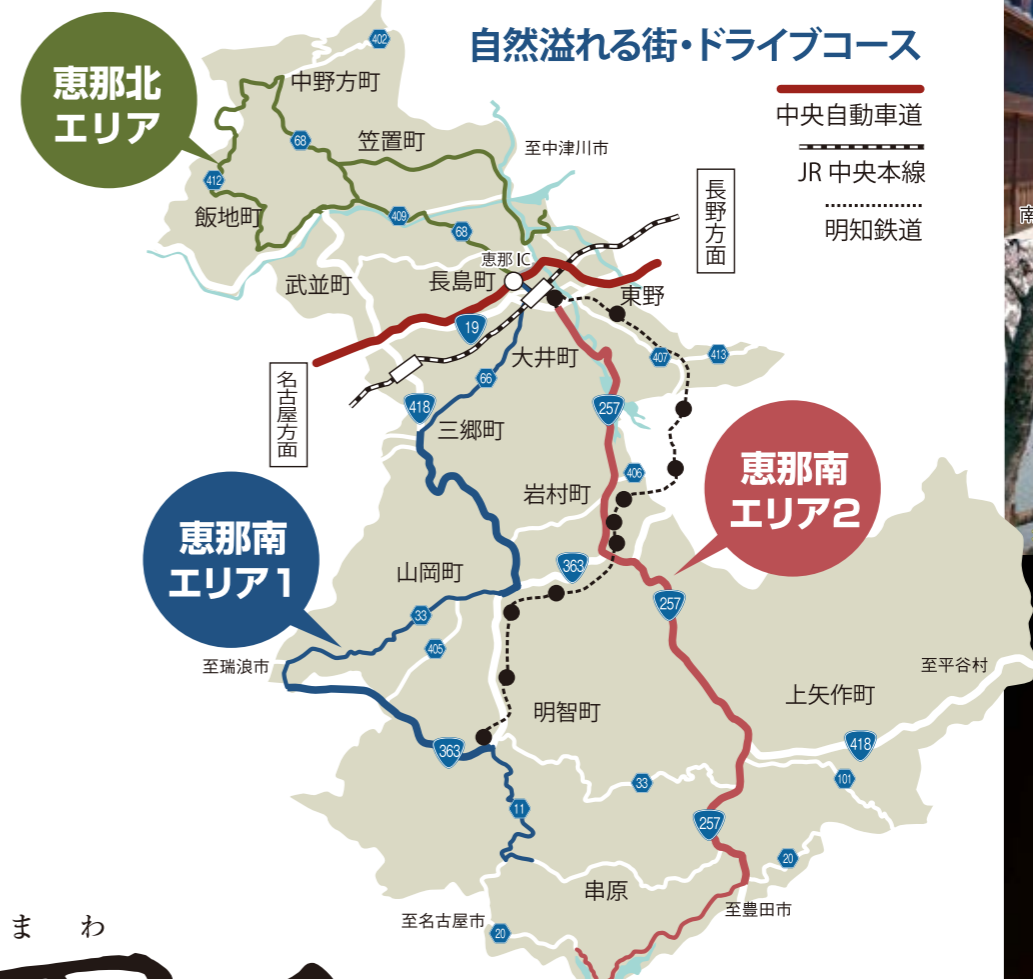 自然溢れる街・ドライブコース
中央自動車道
JR 中央本線
明知鉄道
恵那北
エリア
402
中野方町
68
笠置町
至中津川市
412
飯地町
409
68
長野方面
恵那 IC
武並町
長島町
東野
19
名古屋方面
大井町
407
413
66
418
257
三郷町
恵那南
エリア2
406
岩村町
恵那南
エリア1
363
山岡町
257
33
405
至瑞浪市
至平谷村
上矢作町
明智町
363
418
33
101
11
257
20
串原
至名古屋市
至豊田市
20
まわ
南